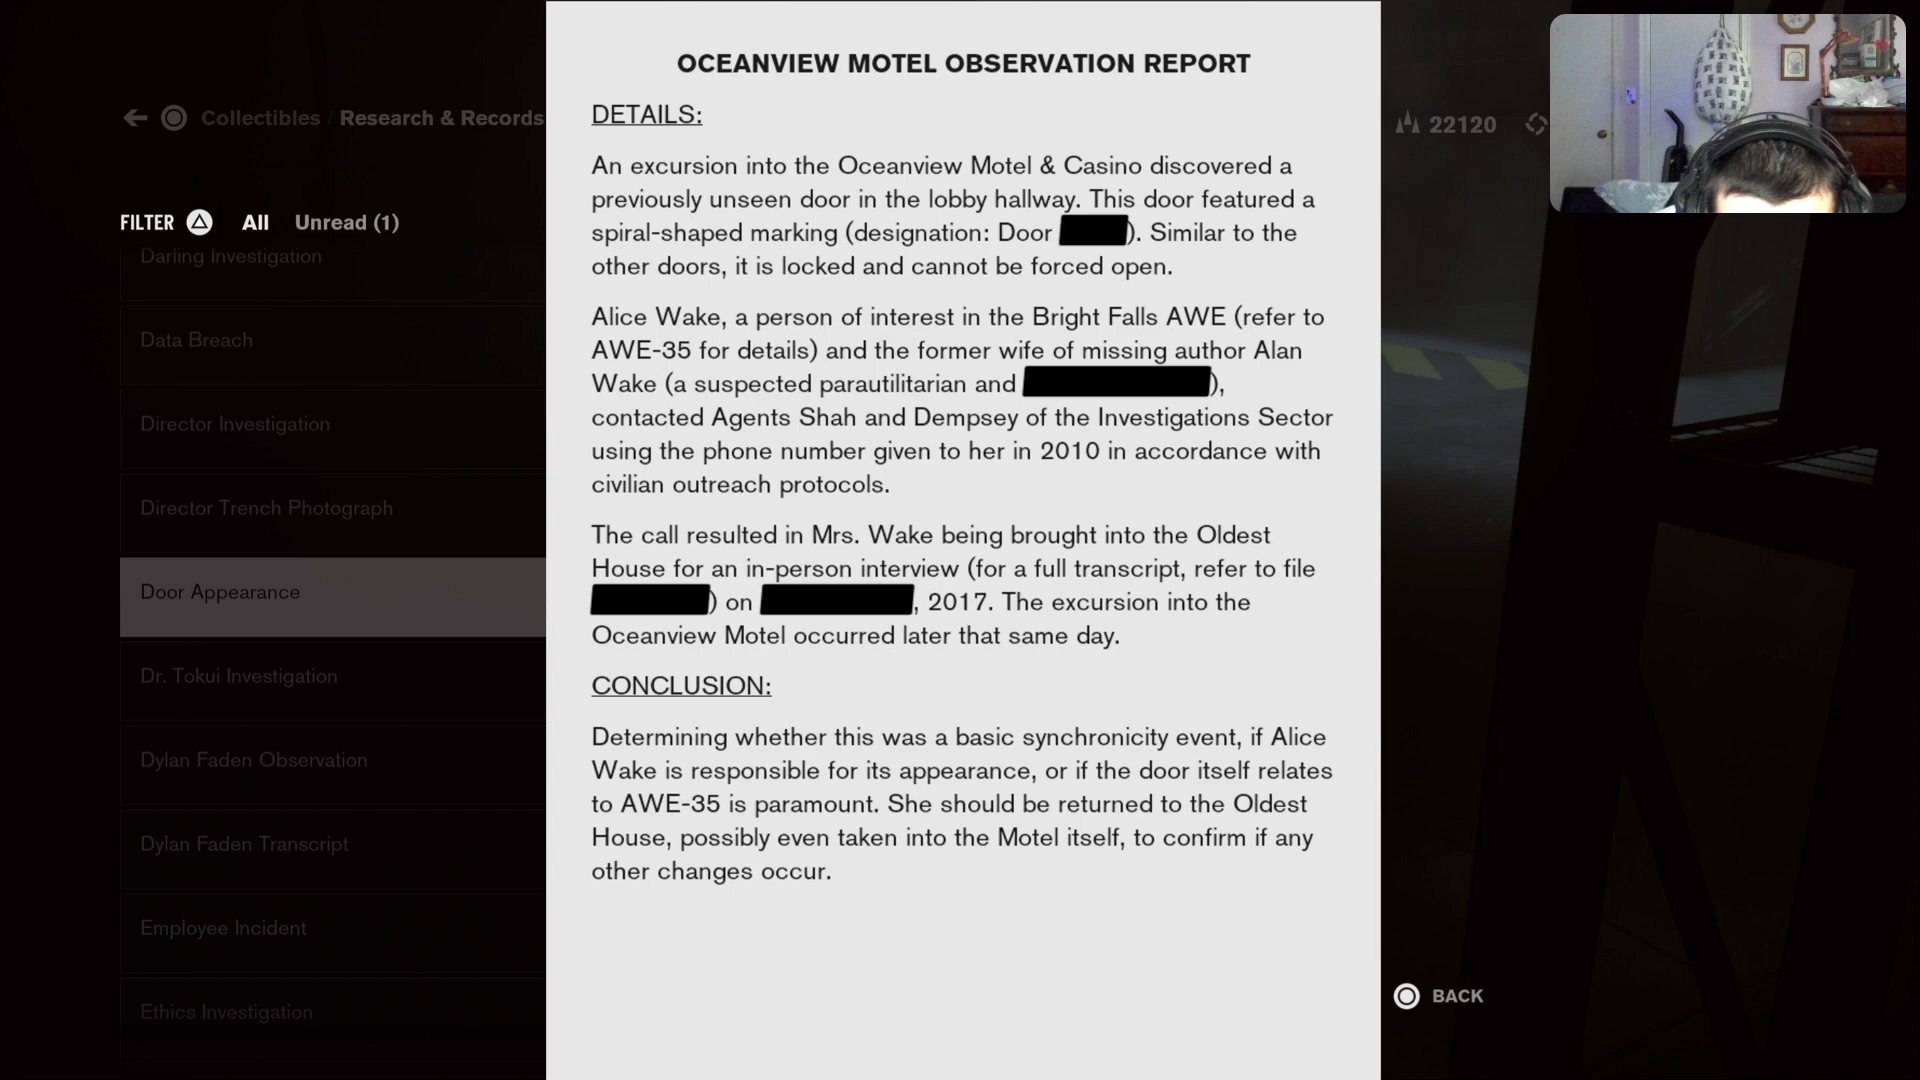 OCEANVIEW MOTEL OBSERVATION REPORT
DETAILS:
An excursion into the Oceanview Motel & Casino discovered a
previously unseen door in the lobby hallway. This door featured a
spiral-shaped marking (designation: Door ). Similar to the
other doors, it is locked and cannot be forced open.
Alice Wake, a person of interest in the Bright Falls AWE (refer to
AWE-35 for details) and the former wife of missing author Alan
Wake (a suspected parautilitarian and ),
contacted Agents Shah and Dempsey of the Investigations Sector
using the phone number given to her in 2010 in accordance with
civilian outreach protocols.
The call resulted in Mrs. Wake being brought into the Oldest
House for an in-person interview (for a full transcript, refer to file
) on , 2017. The excursion into the
Oceanview Motel occurred later that same day.
CONCLUSION:
Determining whether this was a basic synchronicity event, if Alice
Wake is responsible for its appearance, or if the door itself relates
to AWE-35 is paramount. She should be returned to the Oldest
House, possibly even taken into the Motel itself, to confirm if any
other changes occur.
Collectibles / Research & Records
FILTER All Unread (1)
Darling Investigation
Data Breach
Director Investigation
Director Trench Photograph
Door Appearance
Dr. Tokui Investigation
Dylan Faden Observation
Dylan Faden Transcript
Employee Incident
Ethics Investigation
22120
BACK